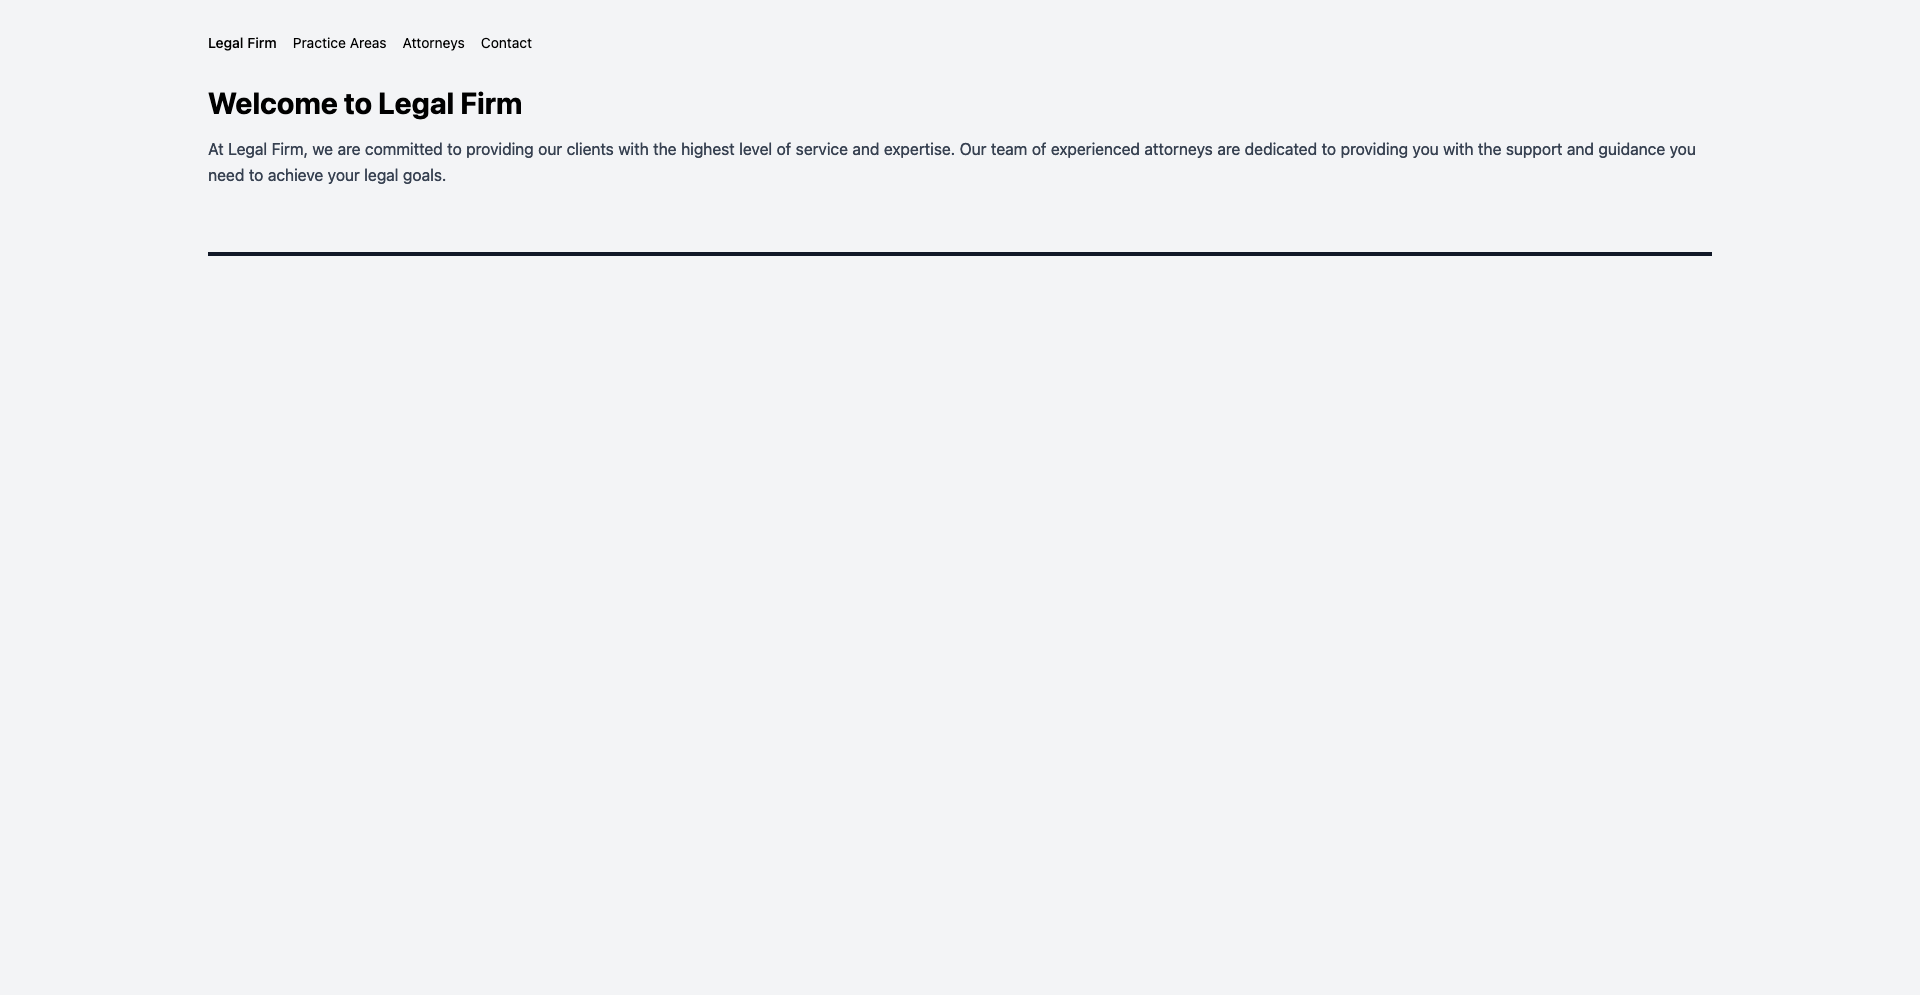 Legal Firm Practice Areas Attorneys Contact
Welcome to Legal Firm
At Legal Firm, we are committed to providing our clients with the highest level of service and expertise. Our team of experienced attorneys are dedicated to providing you with the support and guidance you
need to achieve your legal goals.